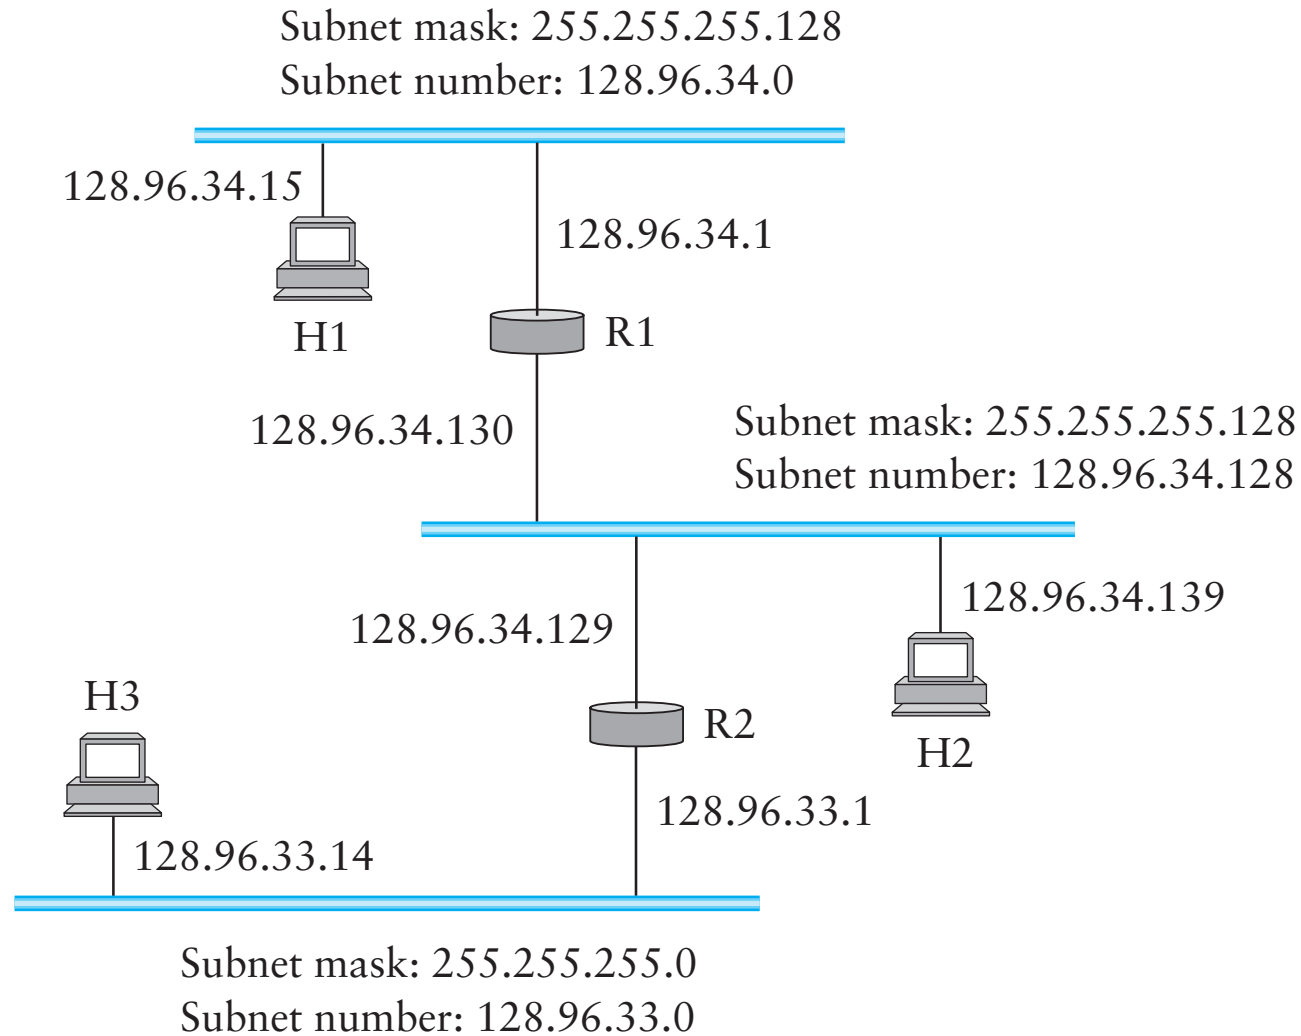 Subnet mask: 255.255.255.128
Subnet number: 128.96.34.0
128.96.34.15
128.96.34.1
H1
R1
128.96.34.130
Subnet mask: 255.255.255.128
Subnet number: 128.96.34.128
128.96.34.139
128.96.34.129
H3
R2
H2
128.96.33.1
128.96.33.14
Subnet mask: 255.255.255.0
Subnet number: 128.96.33.0